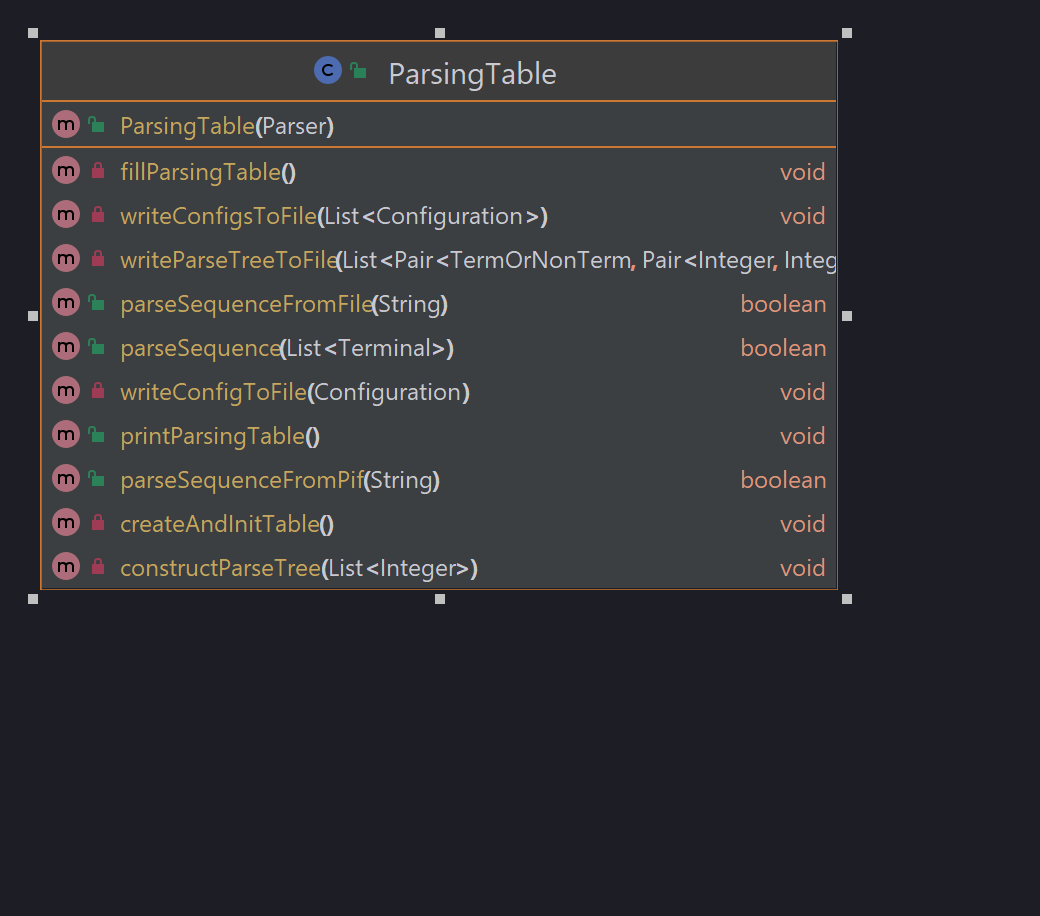 C ParsingTable
m ParsingTable(Parser)
m fillParsingTable() void
m writeConfigsToFile(List<Configuration>) void
m writeParseTreeToFile(List<Pair<TermOrNonTerm, Pair<Integer, Integ
m parseSequenceFromFile(String) boolean
m parseSequence(List<Terminal>) boolean
m writeConfigToFile(Configuration) void
m printParsingTable() void
m parseSequenceFromPif(String) boolean
m createAndInitTable() void
m constructParseTree(List<Integer>) void